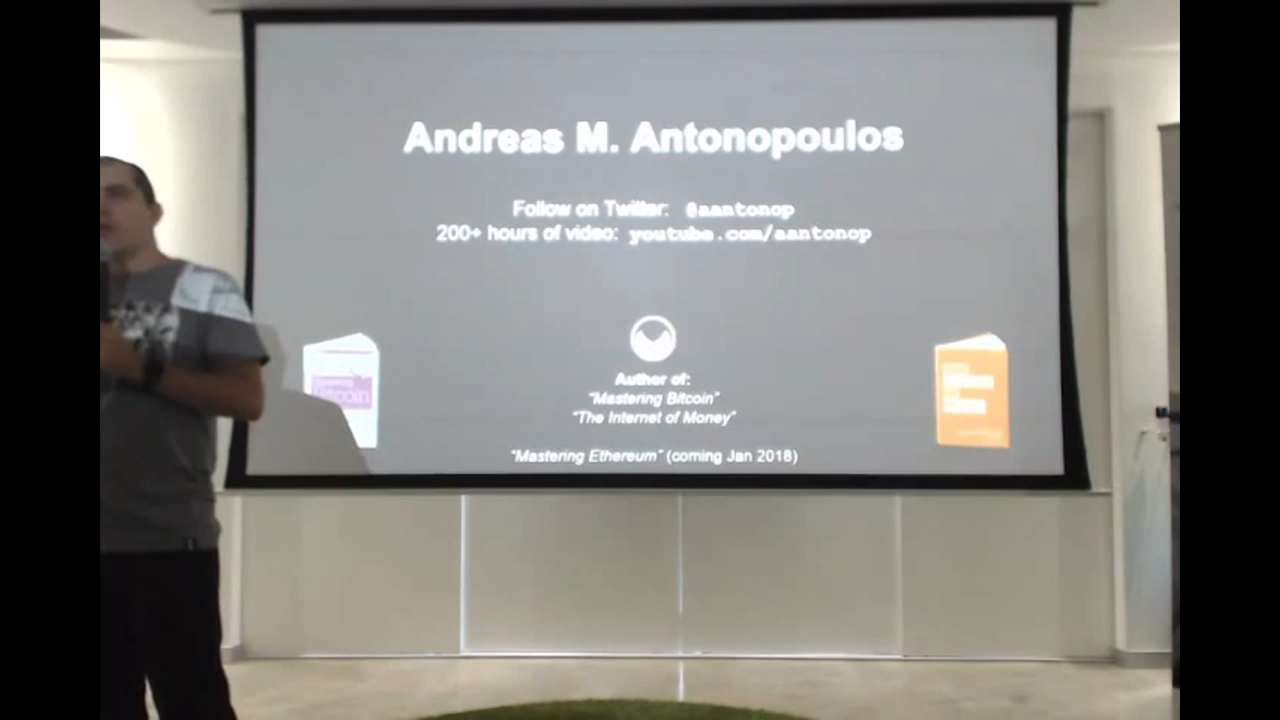 Andreas M. Antonopoulos
Follow on Twitter: @aantonop
200+ hours of video: youtube.com/aantonop
Author of:
"Mastering Bitcoin"
"The Internet of Money"
"Mastering Ethereum" (coming Jan 2018)
bitcoin